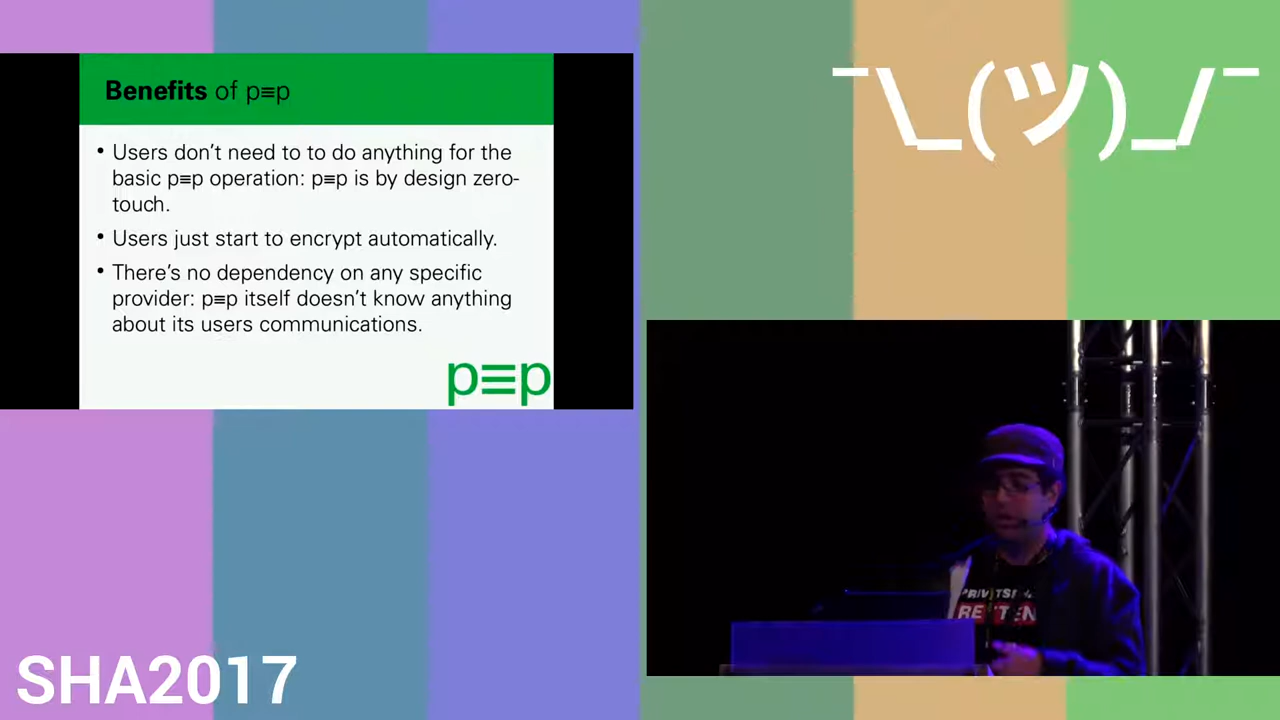 Benefits of p≡p
• Users don't need to to do anything for the
basic p≡p operation: p≡p is by design zero-
touch.
• Users just start to encrypt automatically.
• There's no dependency on any specific
provider: p≡p itself doesn't know anything
about its users communications.
p≡p
¯\_(ツ)_/¯
RETTEN
SHA2017